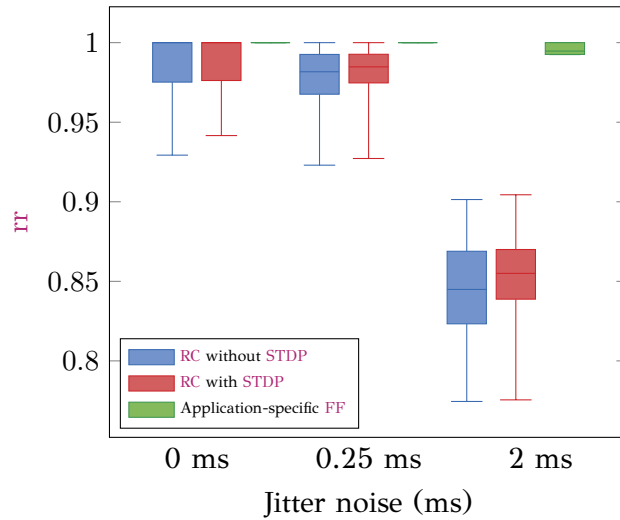 1
0.95
0.9
0.85
0.8
rr
RC without STDP
RC with STDP
Application-specific FF
0 ms
0.25 ms
2 ms
Jitter noise (ms)